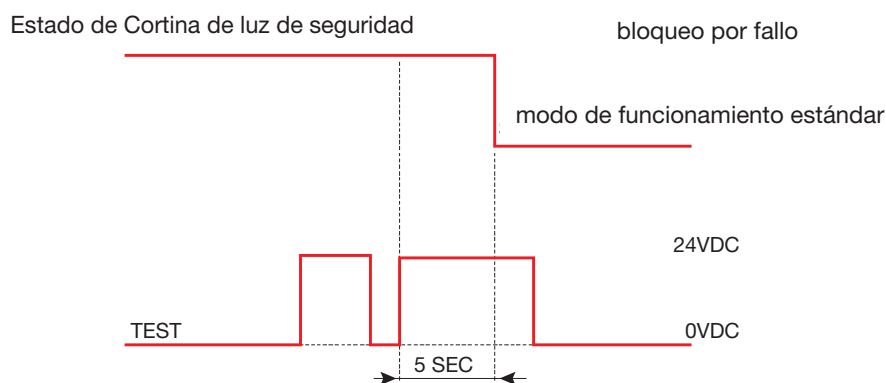 Estado de Cortina de luz de seguridad
bloqueo por fallo
modo de funcionamiento estándar
24VDC
TEST
0VDC
5 SEC